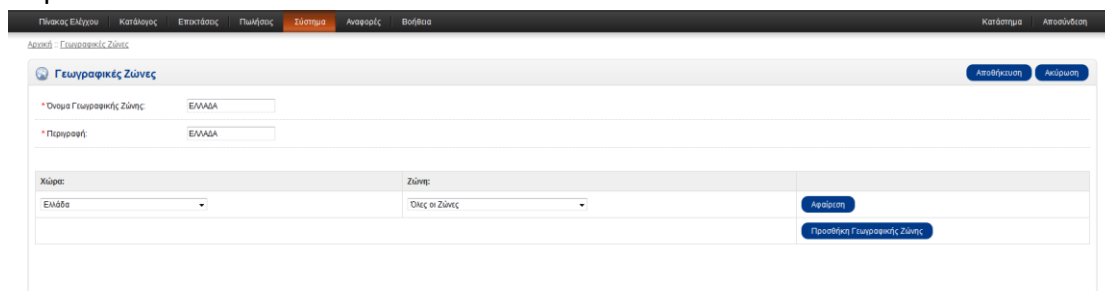 Πίνακας Ελέγχου Κατάλογος Επεκτάσεις Πωλήσεις Σύστημα Αναφορές Βοήθεια Κατάστημα Αποσύνδεση
Αρχική :: Γεωγραφικές Ζώνες
Γεωγραφικές Ζώνες Αποθήκευση Ακύρωση
* Όνομα Γεωγραφικής Ζώνης: ΕΛΛΑΔΑ
* Περιγραφή: ΕΛΛΑΔΑ
Χώρα: Ζώνη:
Ελλάδα Όλες οι Ζώνες Αφαίρεση
Προσθήκη Γεωγραφικής Ζώνης